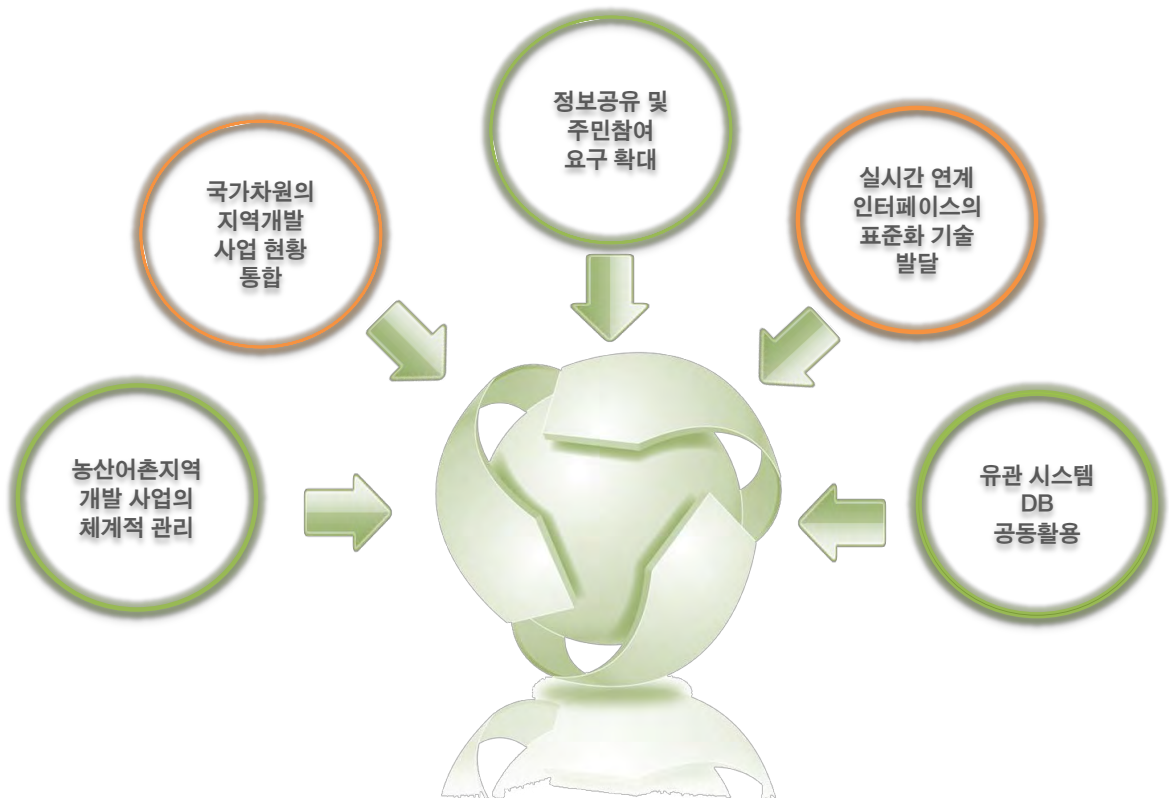 정보공유 및
주민참여
요구 확대
국가차원의
지역개발
사업 현황
통합
실시간 연계
인터페이스의
표준화 기술
발달
농산어촌지역
개발 사업의
체계적 관리
유관 시스템
DB
공동활용